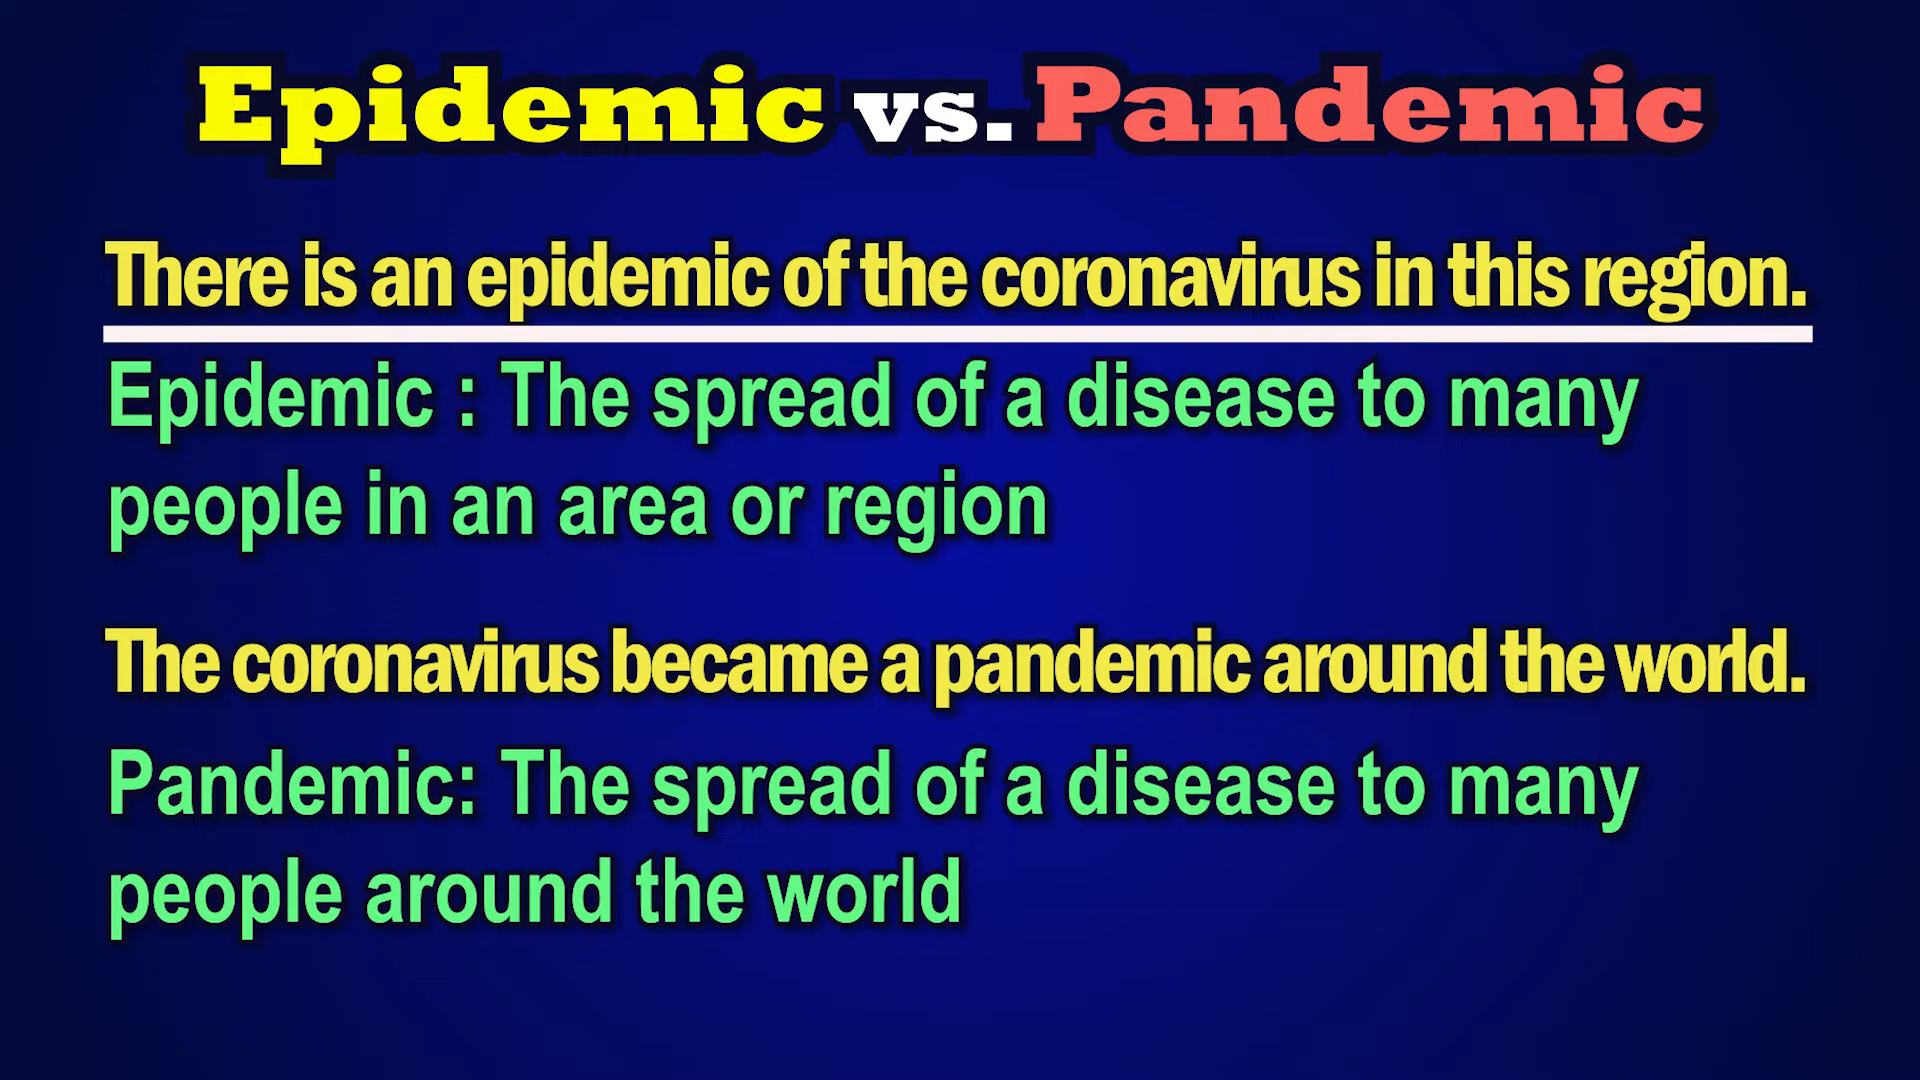 Epidemic vs. Pandemic
There is an epidemic of the coronavirus in this region.
Epidemic : The spread of a disease to many
people in an area or region
The coronavirus became a pandemic around the world.
Pandemic: The spread of a disease to many
people around the world